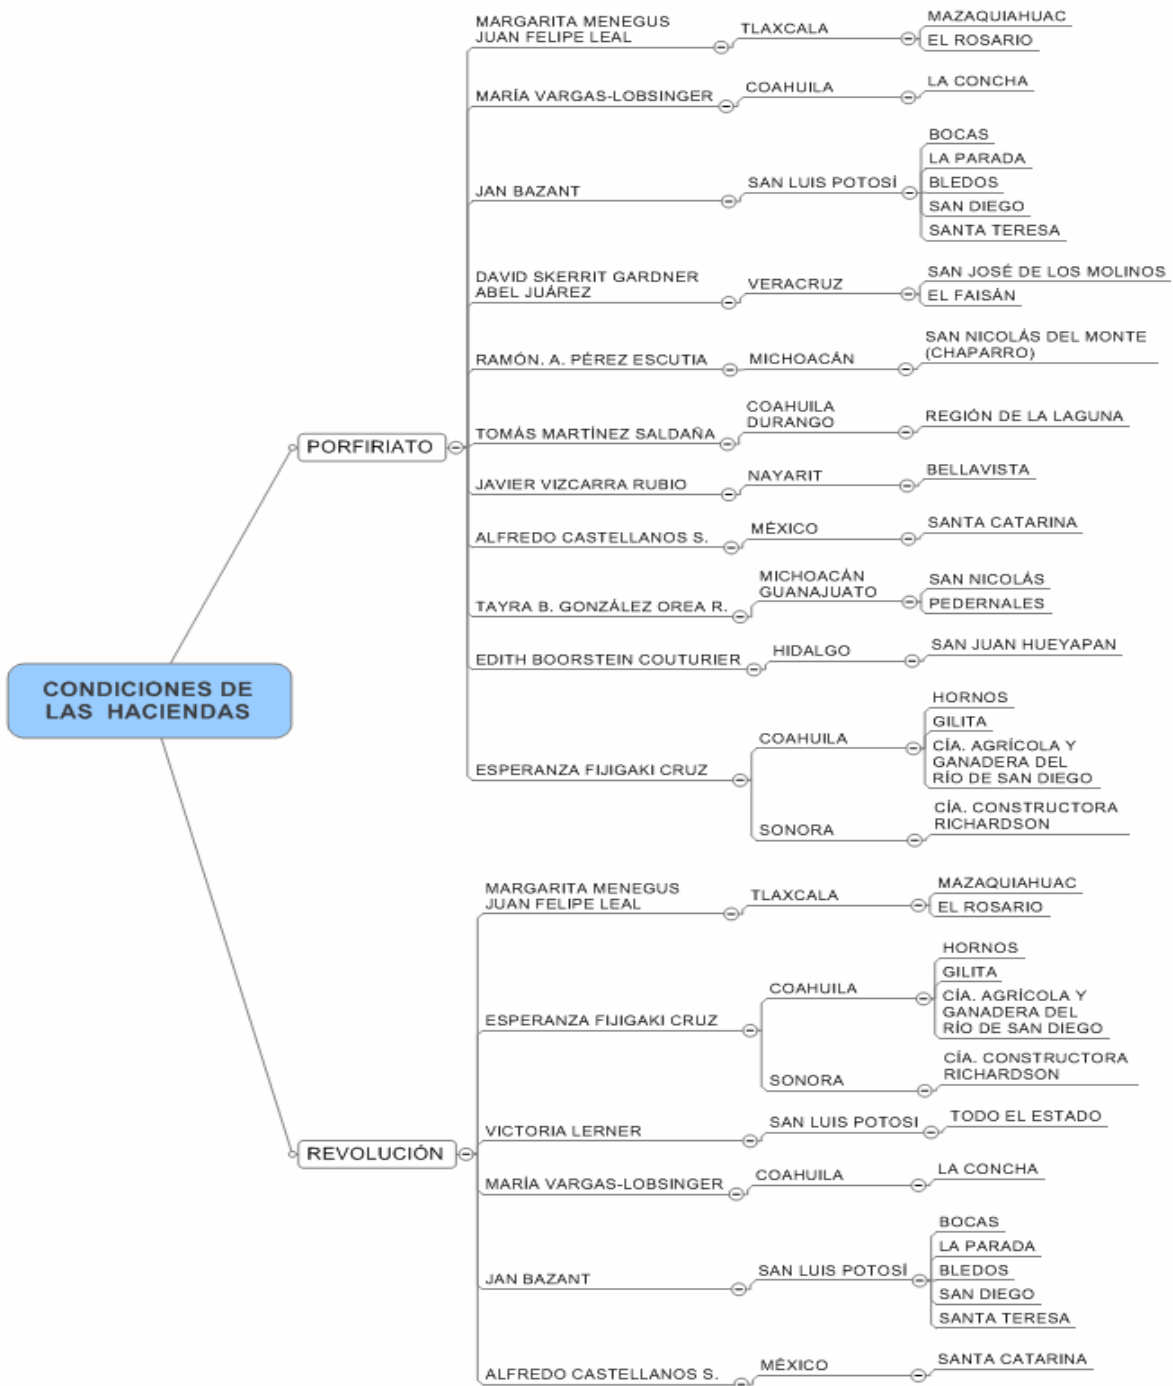 CONDICIONES DE
LAS HACIENDAS
PORFIRIATO
MARGARITA MENEGUS
JUAN FELIPE LEAL
TLAXCALA
MAZAQUIAHUAC
EL ROSARIO
MARÍA VARGAS-LOBSINGER
COAHUILA
LA CONCHA
JAN BAZANT
SAN LUIS POTOSÍ
BOCAS
LA PARADA
BLEDOS
SAN DIEGO
SANTA TERESA
DAVID SKERRIT GARDNER
ABEL JUÁREZ
VERACRUZ
SAN JOSÉ DE LOS MOLINOS
EL FAISÁN
RAMÓN. A. PÉREZ ESCUTIA
MICHOACÁN
SAN NICOLÁS DEL MONTE
(CHAPARRO)
TOMÁS MARTÍNEZ SALDAÑA
COAHUILA
DURANGO
REGIÓN DE LA LAGUNA
JAVIER VIZCARRA RUBIO
NAYARIT
BELLAVISTA
ALFREDO CASTELLANOS S.
MÉXICO
SANTA CATARINA
TAYRA B. GONZÁLEZ OREA R.
MICHOACÁN
GUANAJUATO
SAN NICOLÁS
PEDERNALES
EDITH BOORSTEIN COUTURIER
HIDALGO
SAN JUAN HUEYAPAN
ESPERANZA FIJIGAKI CRUZ
COAHUILA
HORNOS
GILITA
CÍA. AGRÍCOLA Y
GANADERA DEL
RÍO DE SAN DIEGO
SONORA
CÍA. CONSTRUCTORA
RICHARDSON
REVOLUCIÓN
MARGARITA MENEGUS
JUAN FELIPE LEAL
TLAXCALA
MAZAQUIAHUAC
EL ROSARIO
ESPERANZA FIJIGAKI CRUZ
COAHUILA
HORNOS
GILITA
CÍA. AGRÍCOLA Y
GANADERA DEL
RÍO DE SAN DIEGO
SONORA
CÍA. CONSTRUCTORA
RICHARDSON
VICTORIA LERNER
SAN LUIS POTOSI
TODO EL ESTADO
MARÍA VARGAS-LOBSINGER
COAHUILA
LA CONCHA
JAN BAZANT
SAN LUIS POTOSÍ
BOCAS
LA PARADA
BLEDOS
SAN DIEGO
SANTA TERESA
ALFREDO CASTELLANOS S.
MÉXICO
SANTA CATARINA